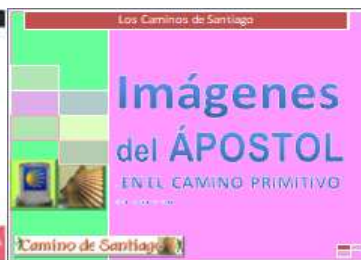 Los Caminos de Santiago
Imágenes
del ÁPOSTOL
EN EL CAMINO PRIMITIVO
Camino de Santiago